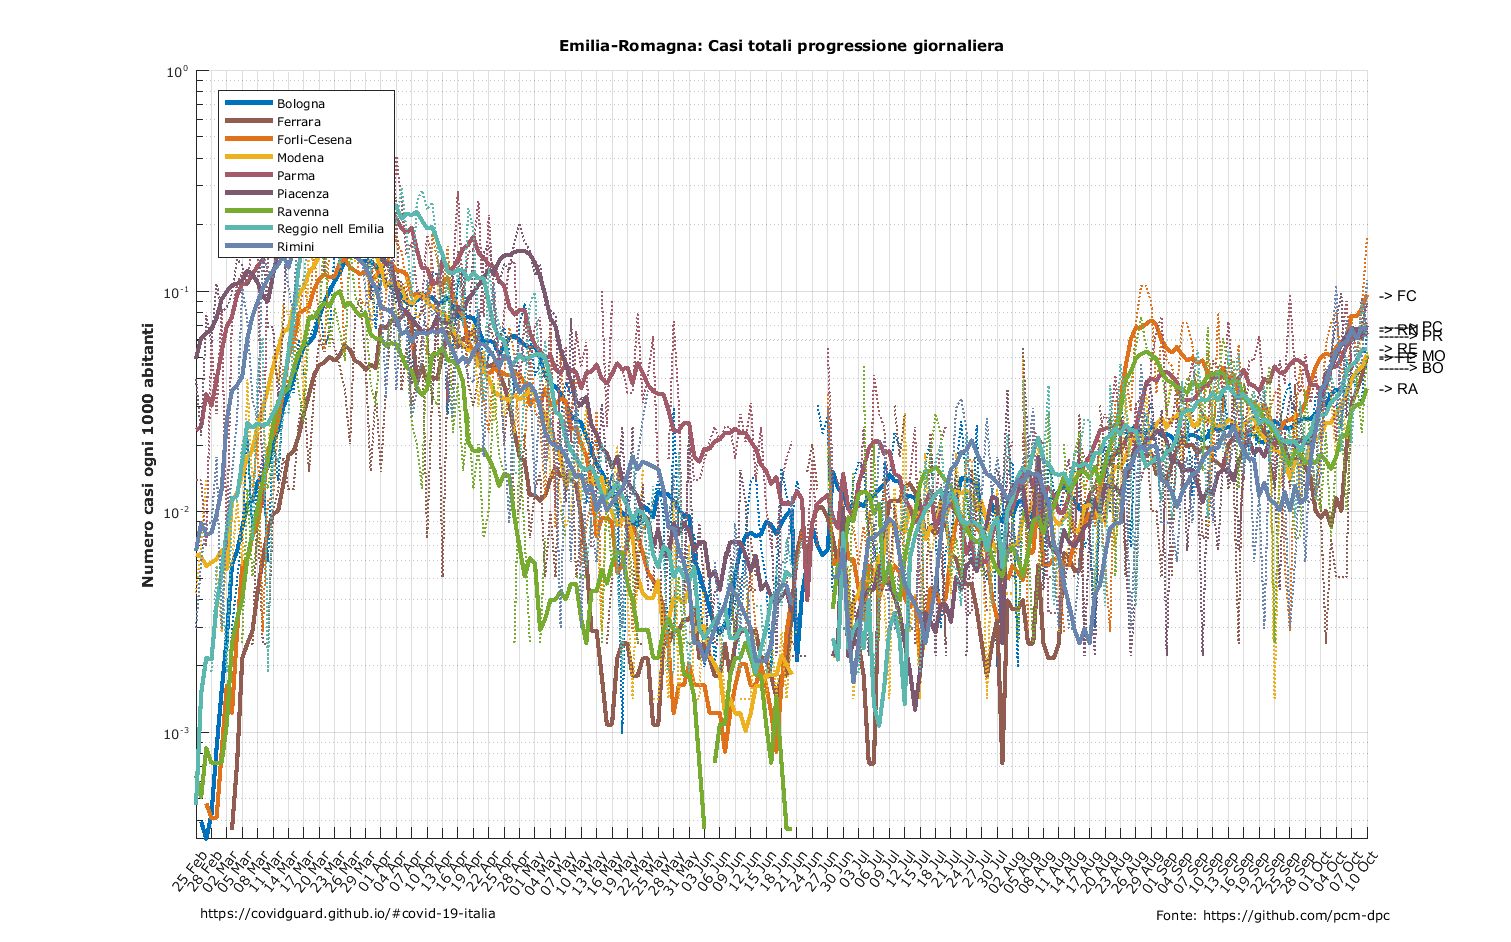 Emilia-Romagna: Casi totali progressione giornaliera
10^0
10^-1
10^-2
10^-3
Numero casi ogni 1000 abitanti
Bologna
Ferrara
Forli-Cesena
Modena
Parma
Piacenza
Ravenna
Reggio nell Emilia
Rimini
-> FC
-> RN
-> PC
-----> PR
-> RE
-> FE
MO
-----> BO
-> RA
25 Feb
28 Feb
02 Mar
05 Mar
08 Mar
11 Mar
14 Mar
17 Mar
20 Mar
23 Mar
26 Mar
29 Mar
01 Apr
04 Apr
07 Apr
10 Apr
13 Apr
16 Apr
19 Apr
22 Apr
25 Apr
28 Apr
01 May
04 May
07 May
10 May
13 May
16 May
19 May
22 May
25 May
28 May
31 May
03 Jun
06 Jun
09 Jun
12 Jun
15 Jun
18 Jun
21 Jun
24 Jun
27 Jun
30 Jun
03 Jul
06 Jul
09 Jul
12 Jul
15 Jul
18 Jul
21 Jul
24 Jul
27 Jul
30 Jul
02 Aug
05 Aug
08 Aug
11 Aug
14 Aug
17 Aug
20 Aug
23 Aug
26 Aug
29 Aug
01 Sep
04 Sep
07 Sep
10 Sep
13 Sep
16 Sep
19 Sep
22 Sep
25 Sep
28 Sep
01 Oct
04 Oct
07 Oct
10 Oct
https://covidguard.github.io/#covid-19-italia
Fonte: https://github.com/pcm-dpc